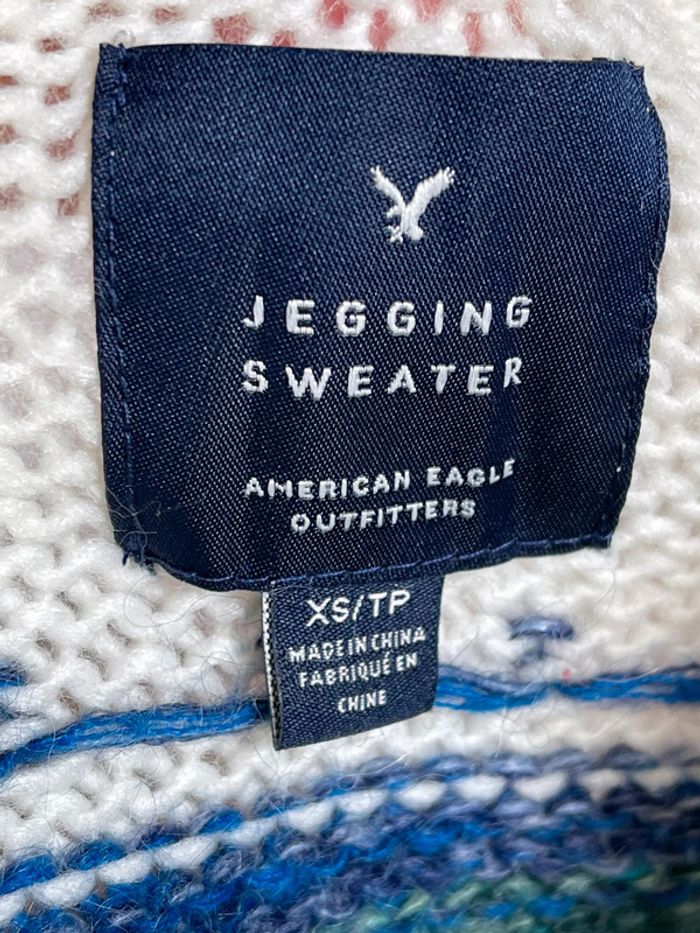 JEGGING
SWEATER
AMERICAN EAGLE
OUTFITTERS
XS/TP
MADE IN CHINA
FABRIQUÉ EN
CHINE